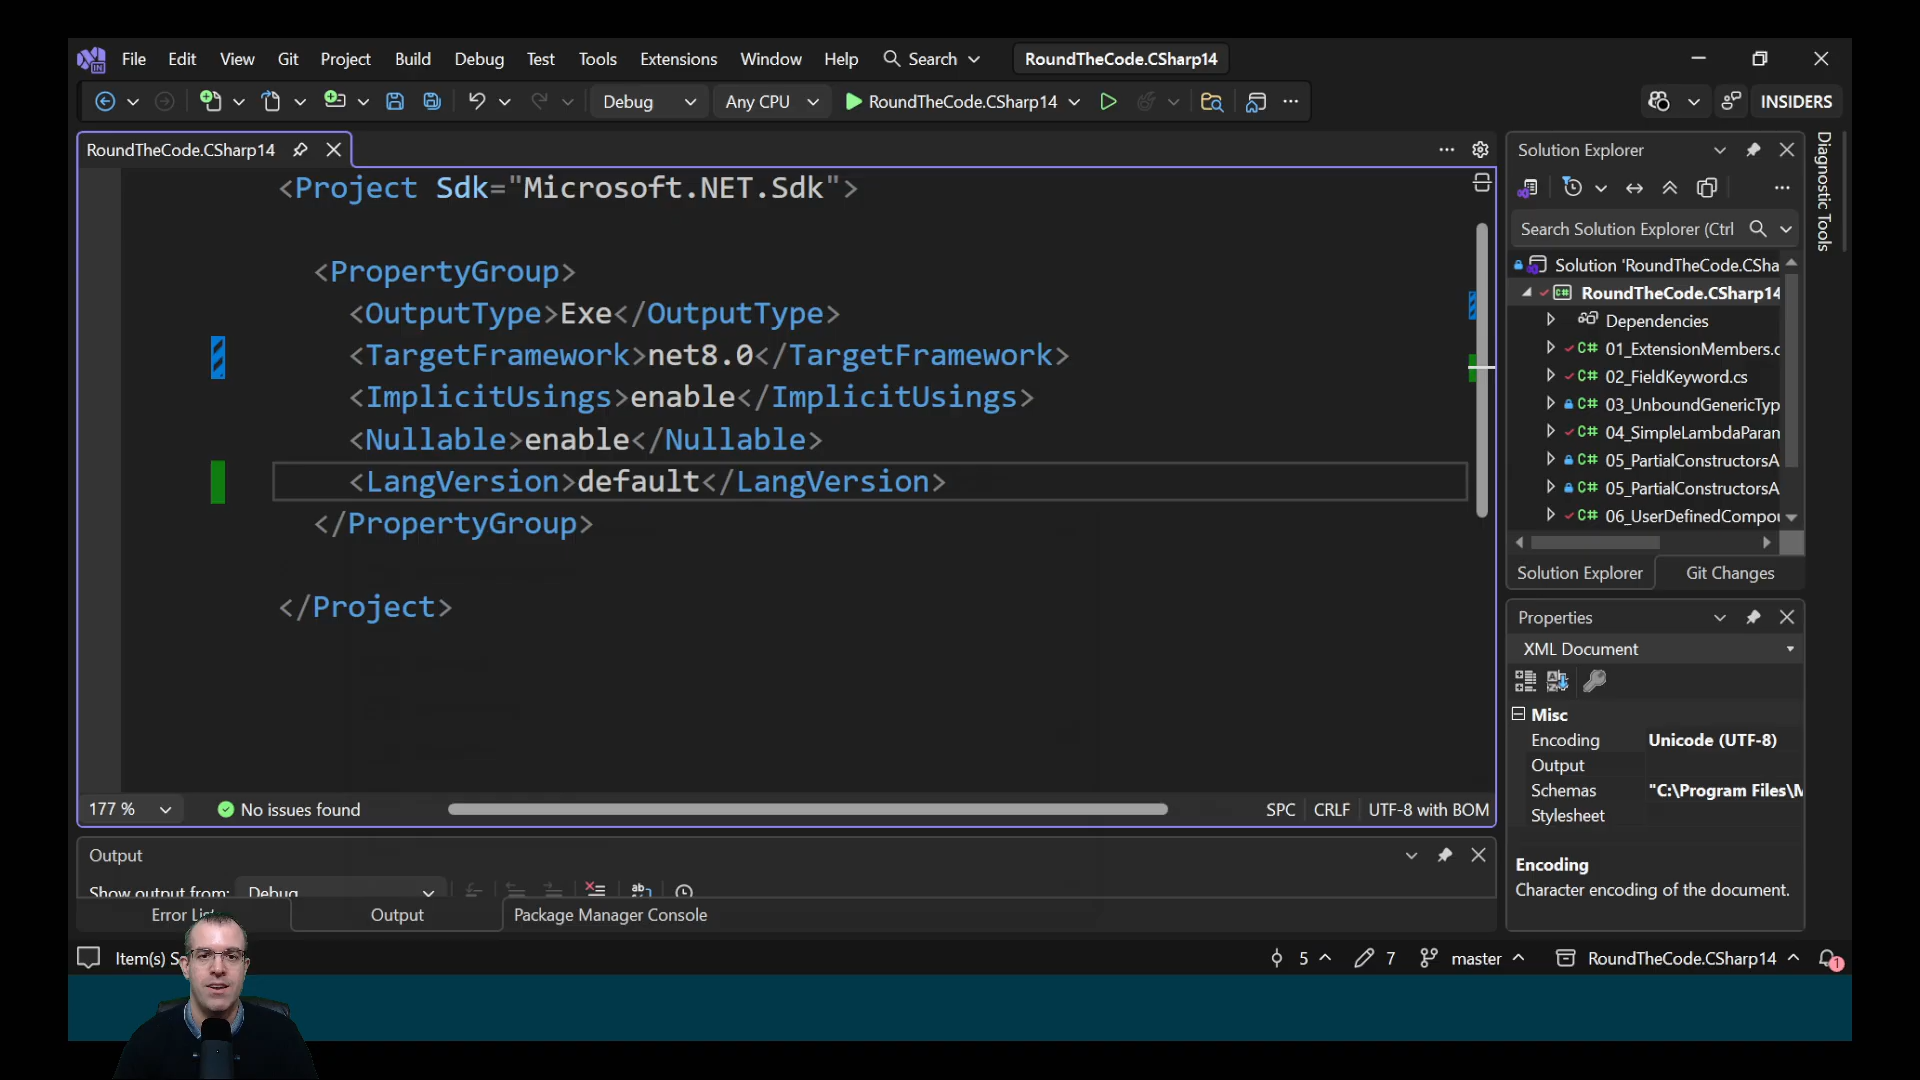 File Edit View Git Project Build Debug Test Tools Extensions Window Help Search RoundTheCode.CSharp14
Debug Any CPU RoundTheCode.CSharp14 INSIDERS
RoundTheCode.CSharp14
<Project Sdk="Microsoft.NET.Sdk">
<PropertyGroup>
<OutputType>Exe</OutputType>
<TargetFramework>net8.0</TargetFramework>
<ImplicitUsings>enable</ImplicitUsings>
<Nullable>enable</Nullable>
<LangVersion>default</LangVersion>
</PropertyGroup>
</Project>
177 % No issues found SPC CRLF UTF-8 with BOM
Output
Show output from: Debug
Error List Output Package Manager Console
Solution Explorer
Search Solution Explorer (Ctrl
Solution 'RoundTheCode.CSha
RoundTheCode.CSharp14
Dependencies
01_ExtensionMembers.c
02_FieldKeyword.cs
03_UnboundGenericTyp
04_SimpleLambdaParam
05_PartialConstructorsA
05_PartialConstructorsA
06_UserDefinedCompou
Solution Explorer Git Changes
Properties
XML Document
Misc
Encoding Unicode (UTF-8)
Output
Schemas "C:\Program Files\M
Stylesheet
Encoding
Character encoding of the document.
Diagnostic Tools
Item(s) S 5 7 master RoundTheCode.CSharp14 1